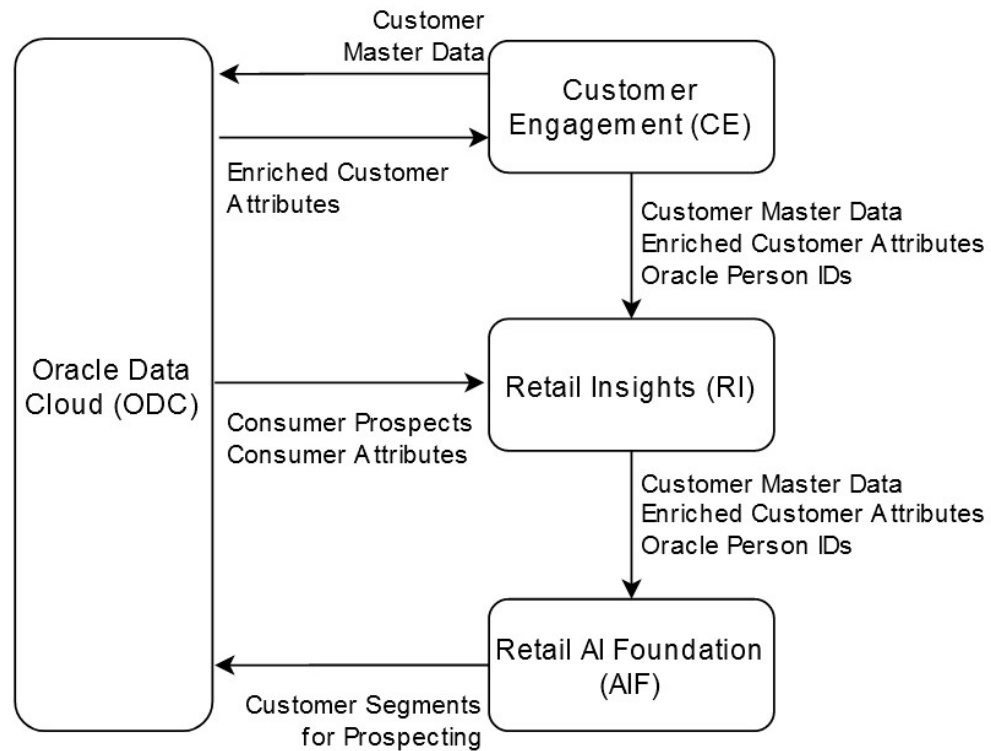 Customer
Master Data
Customer
Engagement (CE)
Enriched Customer
Attributes
Customer Master Data
Enriched Customer Attributes
Oracle Person IDs
Oracle Data
Cloud (ODC)
Retail Insights (RI)
Consumer Prospects
Consumer Attributes
Customer Master Data
Enriched Customer Attributes
Oracle Person IDs
Retail AI Foundation
(AIF)
Customer Segments
for Prospecting